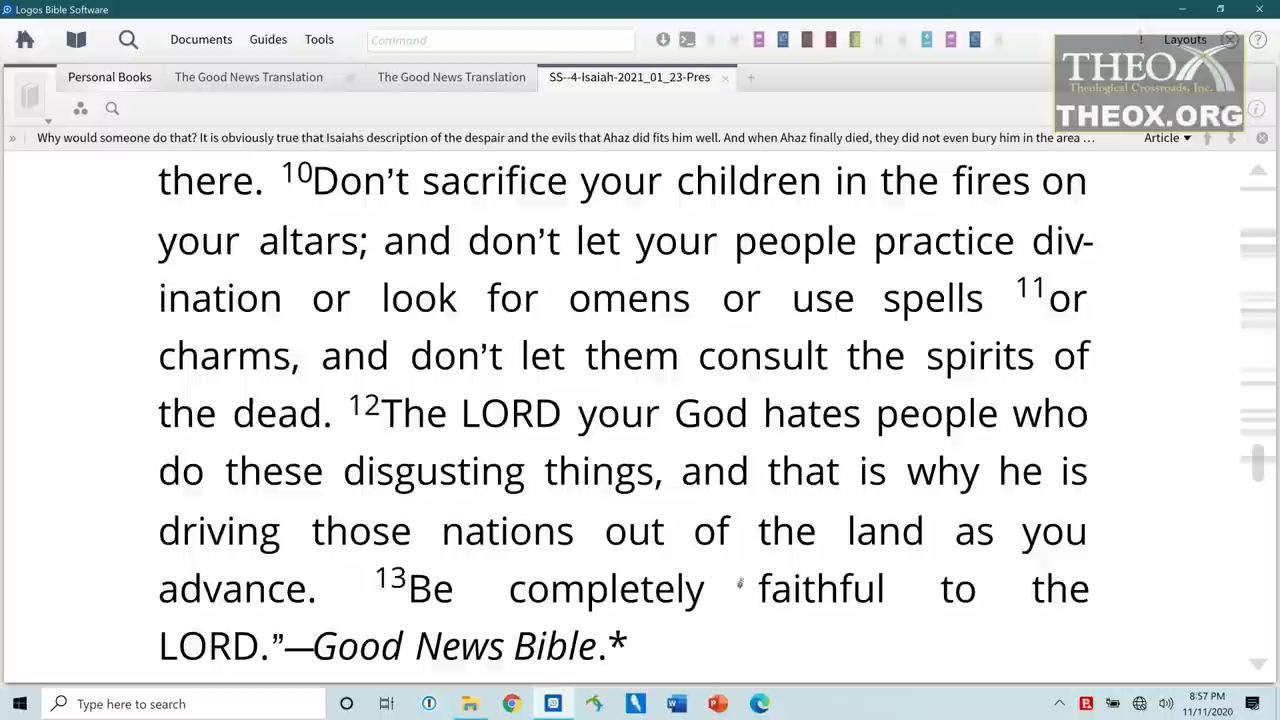 Logos Bible Software
Documents Guides Tools Command Layouts
THEOX
Theological Crossroads, Inc.
THEOX.ORG
Personal Books The Good News Translation The Good News Translation SS--4-Isaiah-2021_01_23-Pres
» Why would someone do that? It is obviously true that Isaiahs description of the despair and the evils that Ahaz did fits him well. And when Ahaz finally died, they did not even bury him in the area ... Article
there. 10Don’t sacrifice your children in the fires on
your altars; and don’t let your people practice div-
ination or look for omens or use spells 11or
charms, and don’t let them consult the spirits of
the dead. 12The LORD your God hates people who
do these disgusting things, and that is why he is
driving those nations out of the land as you
advance. 13Be completely faithful to the
LORD.”—Good News Bible.*
Type here to search
8:57 PM
11/11/2020